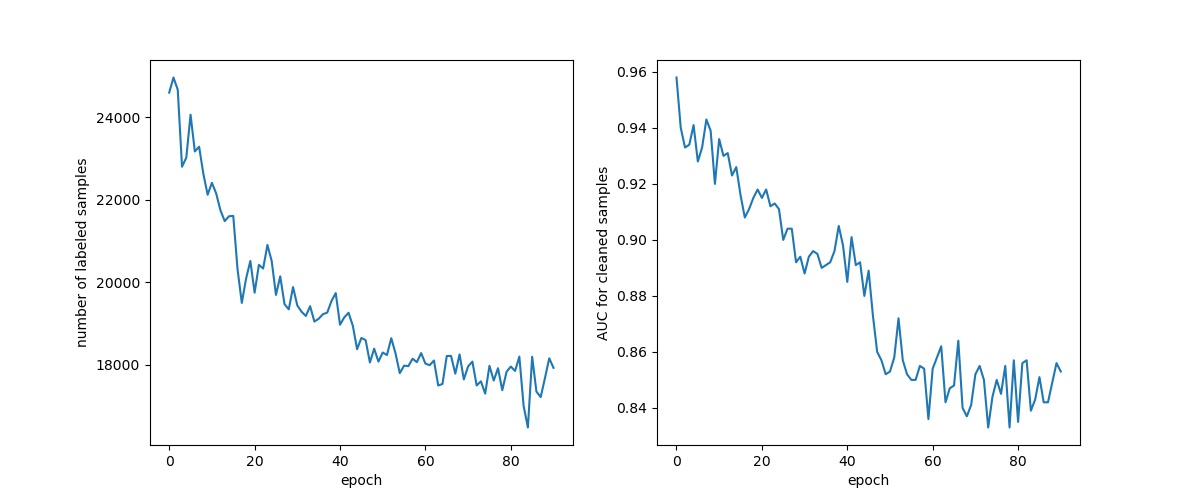 number of labeled samples
24000
22000
20000
18000
0 20 40 60 80
epoch
AUC for cleaned samples
0.96
0.94
0.92
0.90
0.88
0.86
0.84
0 20 40 60 80
epoch